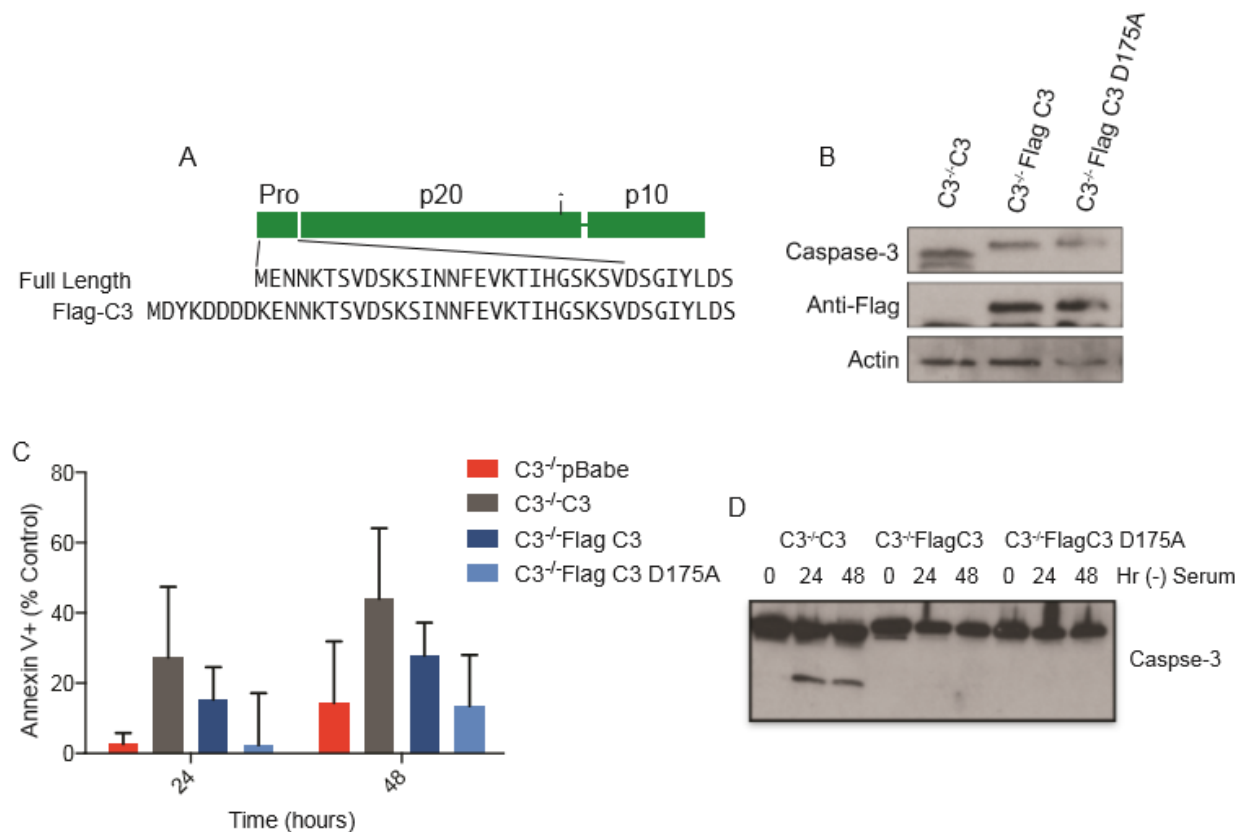 A
Pro p20 p10
Full Length MENNKTSVDSKSINNFEVKTIHGSKSVDSGIYLDS
Flag-C3 MDYKDDDDKENNKTSVDSKSINNFEVKTIHGSKSVDSGIYLDS
B
C3-/-C3
C3-/-Flag C3
C3-/-Flag C3 D175A
Caspase-3
Anti-Flag
Actin
C
Annexin V+ (% Control)
80
60
40
20
0
24 48
Time (hours)
C3-/-pBabe
C3-/-C3
C3-/-Flag C3
C3-/-Flag C3 D175A
D
C3-/-C3 C3-/-FlagC3 C3-/-FlagC3 D175A
0 24 48 0 24 48 0 24 48 Hr (-) Serum
Caspse-3